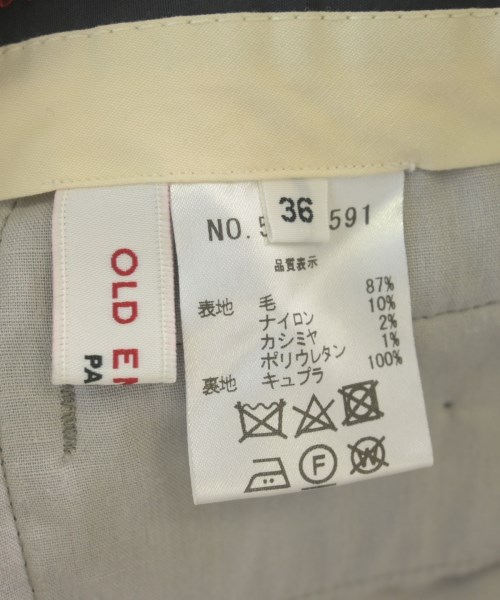 36
NO. 5 591
品質表示
表地 毛 87%
ナイロン 10%
カシミヤ 2%
ポリウレタン 1%
裏地 キュプラ 100%
F
W
OLD
PA